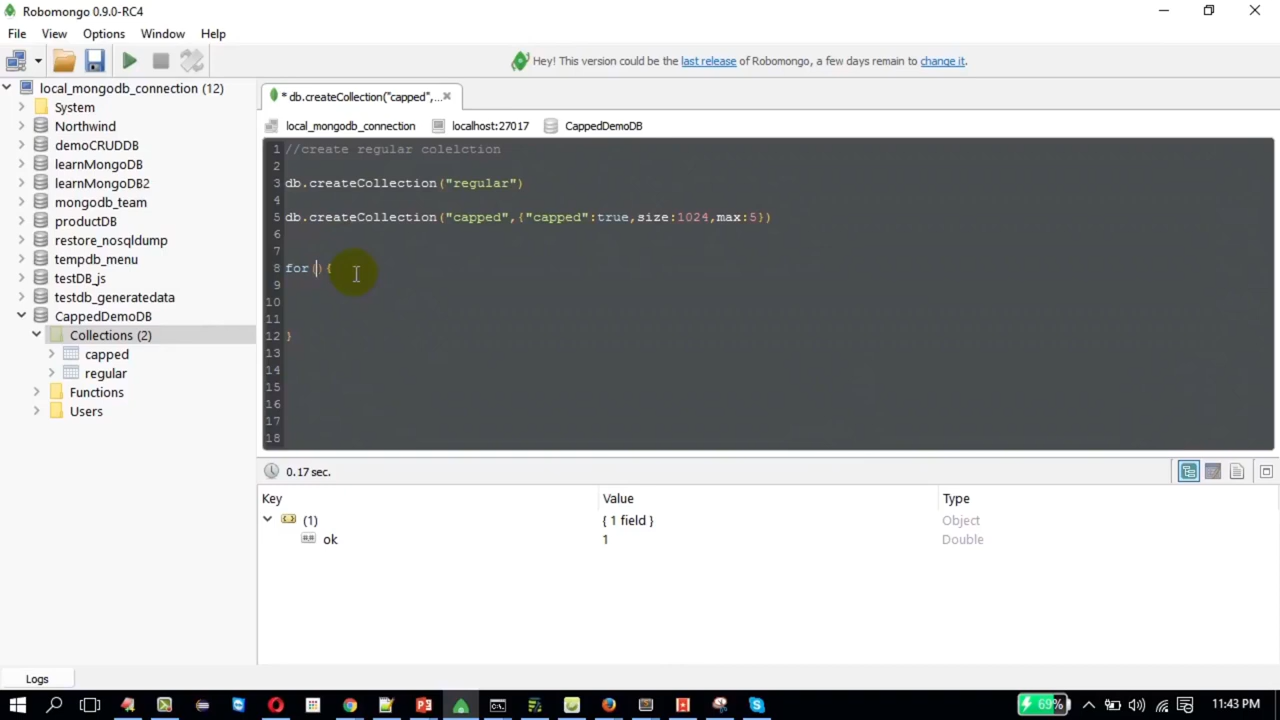 Robomongo 0.9.0-RC4
File View Options Window Help
Hey! This version could be the last release of Robomongo, a few days remain to change it.
local_mongodb_connection (12)
System
Northwind
demoCRUDDB
learnMongoDB
learnMongoDB2
mongodb_team
productDB
restore_nosqldump
tempdb_menu
testDB_js
testdb_generatedata
CappedDemoDB
Collections (2)
capped
regular
Functions
Users
* db.createCollection("capped",...
local_mongodb_connection localhost:27017 CappedDemoDB
1 //create regular colelction
2
3 db.createCollection("regular")
4
5 db.createCollection("capped",{"capped":true,size:1024,max:5})
6
7
8 for(){
9
10
11
12 }
13
14
15
16
17
18
0.17 sec.
Key Value Type
(1) { 1 field } Object
ok 1 Double
Logs
69% 11:43 PM